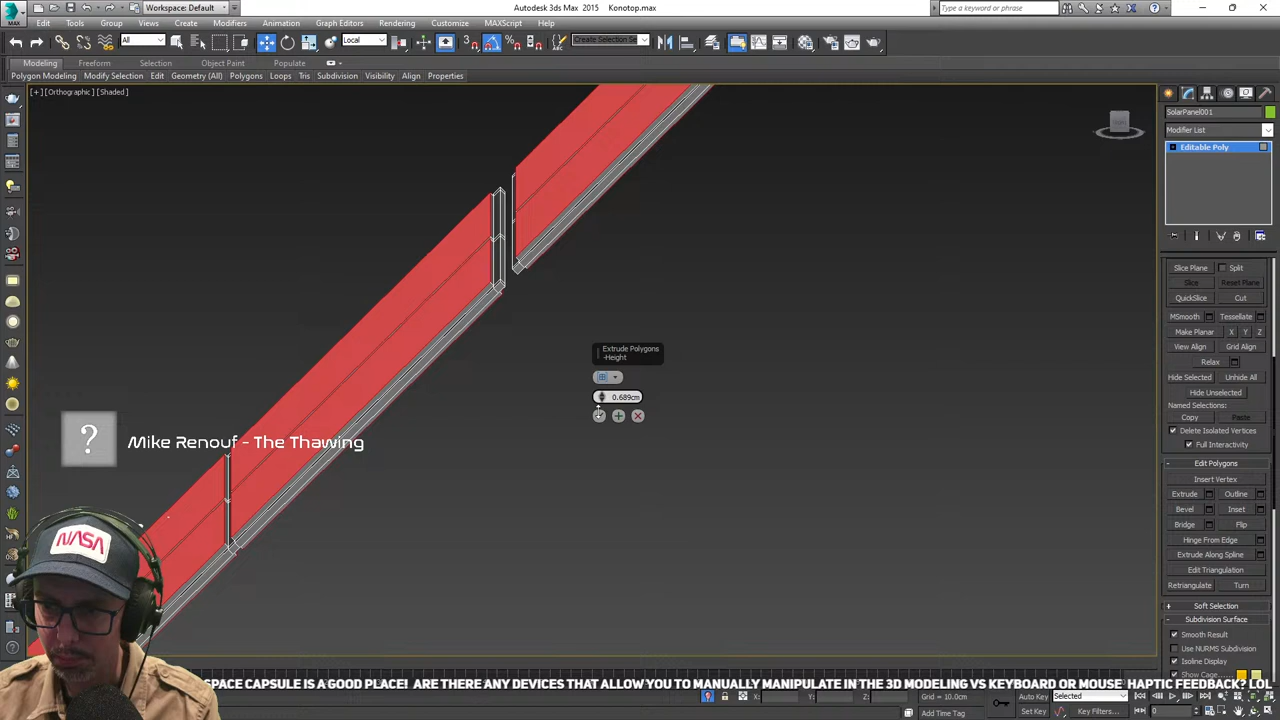 Workspace: Default
Autodesk 3ds Max 2015 Konotop.max
Type a keyword or phrase
MAX
Edit Tools Group Views Create Modifiers Animation Graph Editors Rendering Customize MAXScript Help
All
Local
Modeling Freeform Selection Object Paint Populate
Polygon Modeling Modify Selection Edit Geometry (All) Polygons Loops Tris Subdivision Visibility Align Properties
[+] [Orthographic] [Shaded]
SolarPanel001
Modifier List
Editable Poly
Slice Plane Split
Slice Reset Plane
QuickSlice Cut
MSmooth Tessellate
Make Planar X Y Z
View Align Grid Align
Relax
Hide Selected Unhide All
Hide Unselected
Named Selections:
Copy Paste
Delete Isolated Vertices
Full Interactivity
Edit Polygons
Insert Vertex
Extrude Outline
Bevel Inset
Bridge Flip
Hinge From Edge
Extrude Along Spline
Edit Triangulation
Retriangulate Turn
Soft Selection
Subdivision Surface
Smooth Result
Use NURMS Subdivision
Isoline Display
Show Cage
Extrude Polygons
-Height
0.689cm
?
Mike Renouf - The Thawing
NASA
SPACE CAPSULE IS A GOOD PLACE! ARE THERE ANY DEVICES THAT ALLOW YOU TO MANUALLY MANIPULATE IN THE 3D MODELING VS KEYBOARD OR MOUSE. HAPTIC FEEDBACK? LOL
X: Y: Z: Grid = 10.0cm Auto Key Selected
Add Time Tag Set Key Key Filters... 0